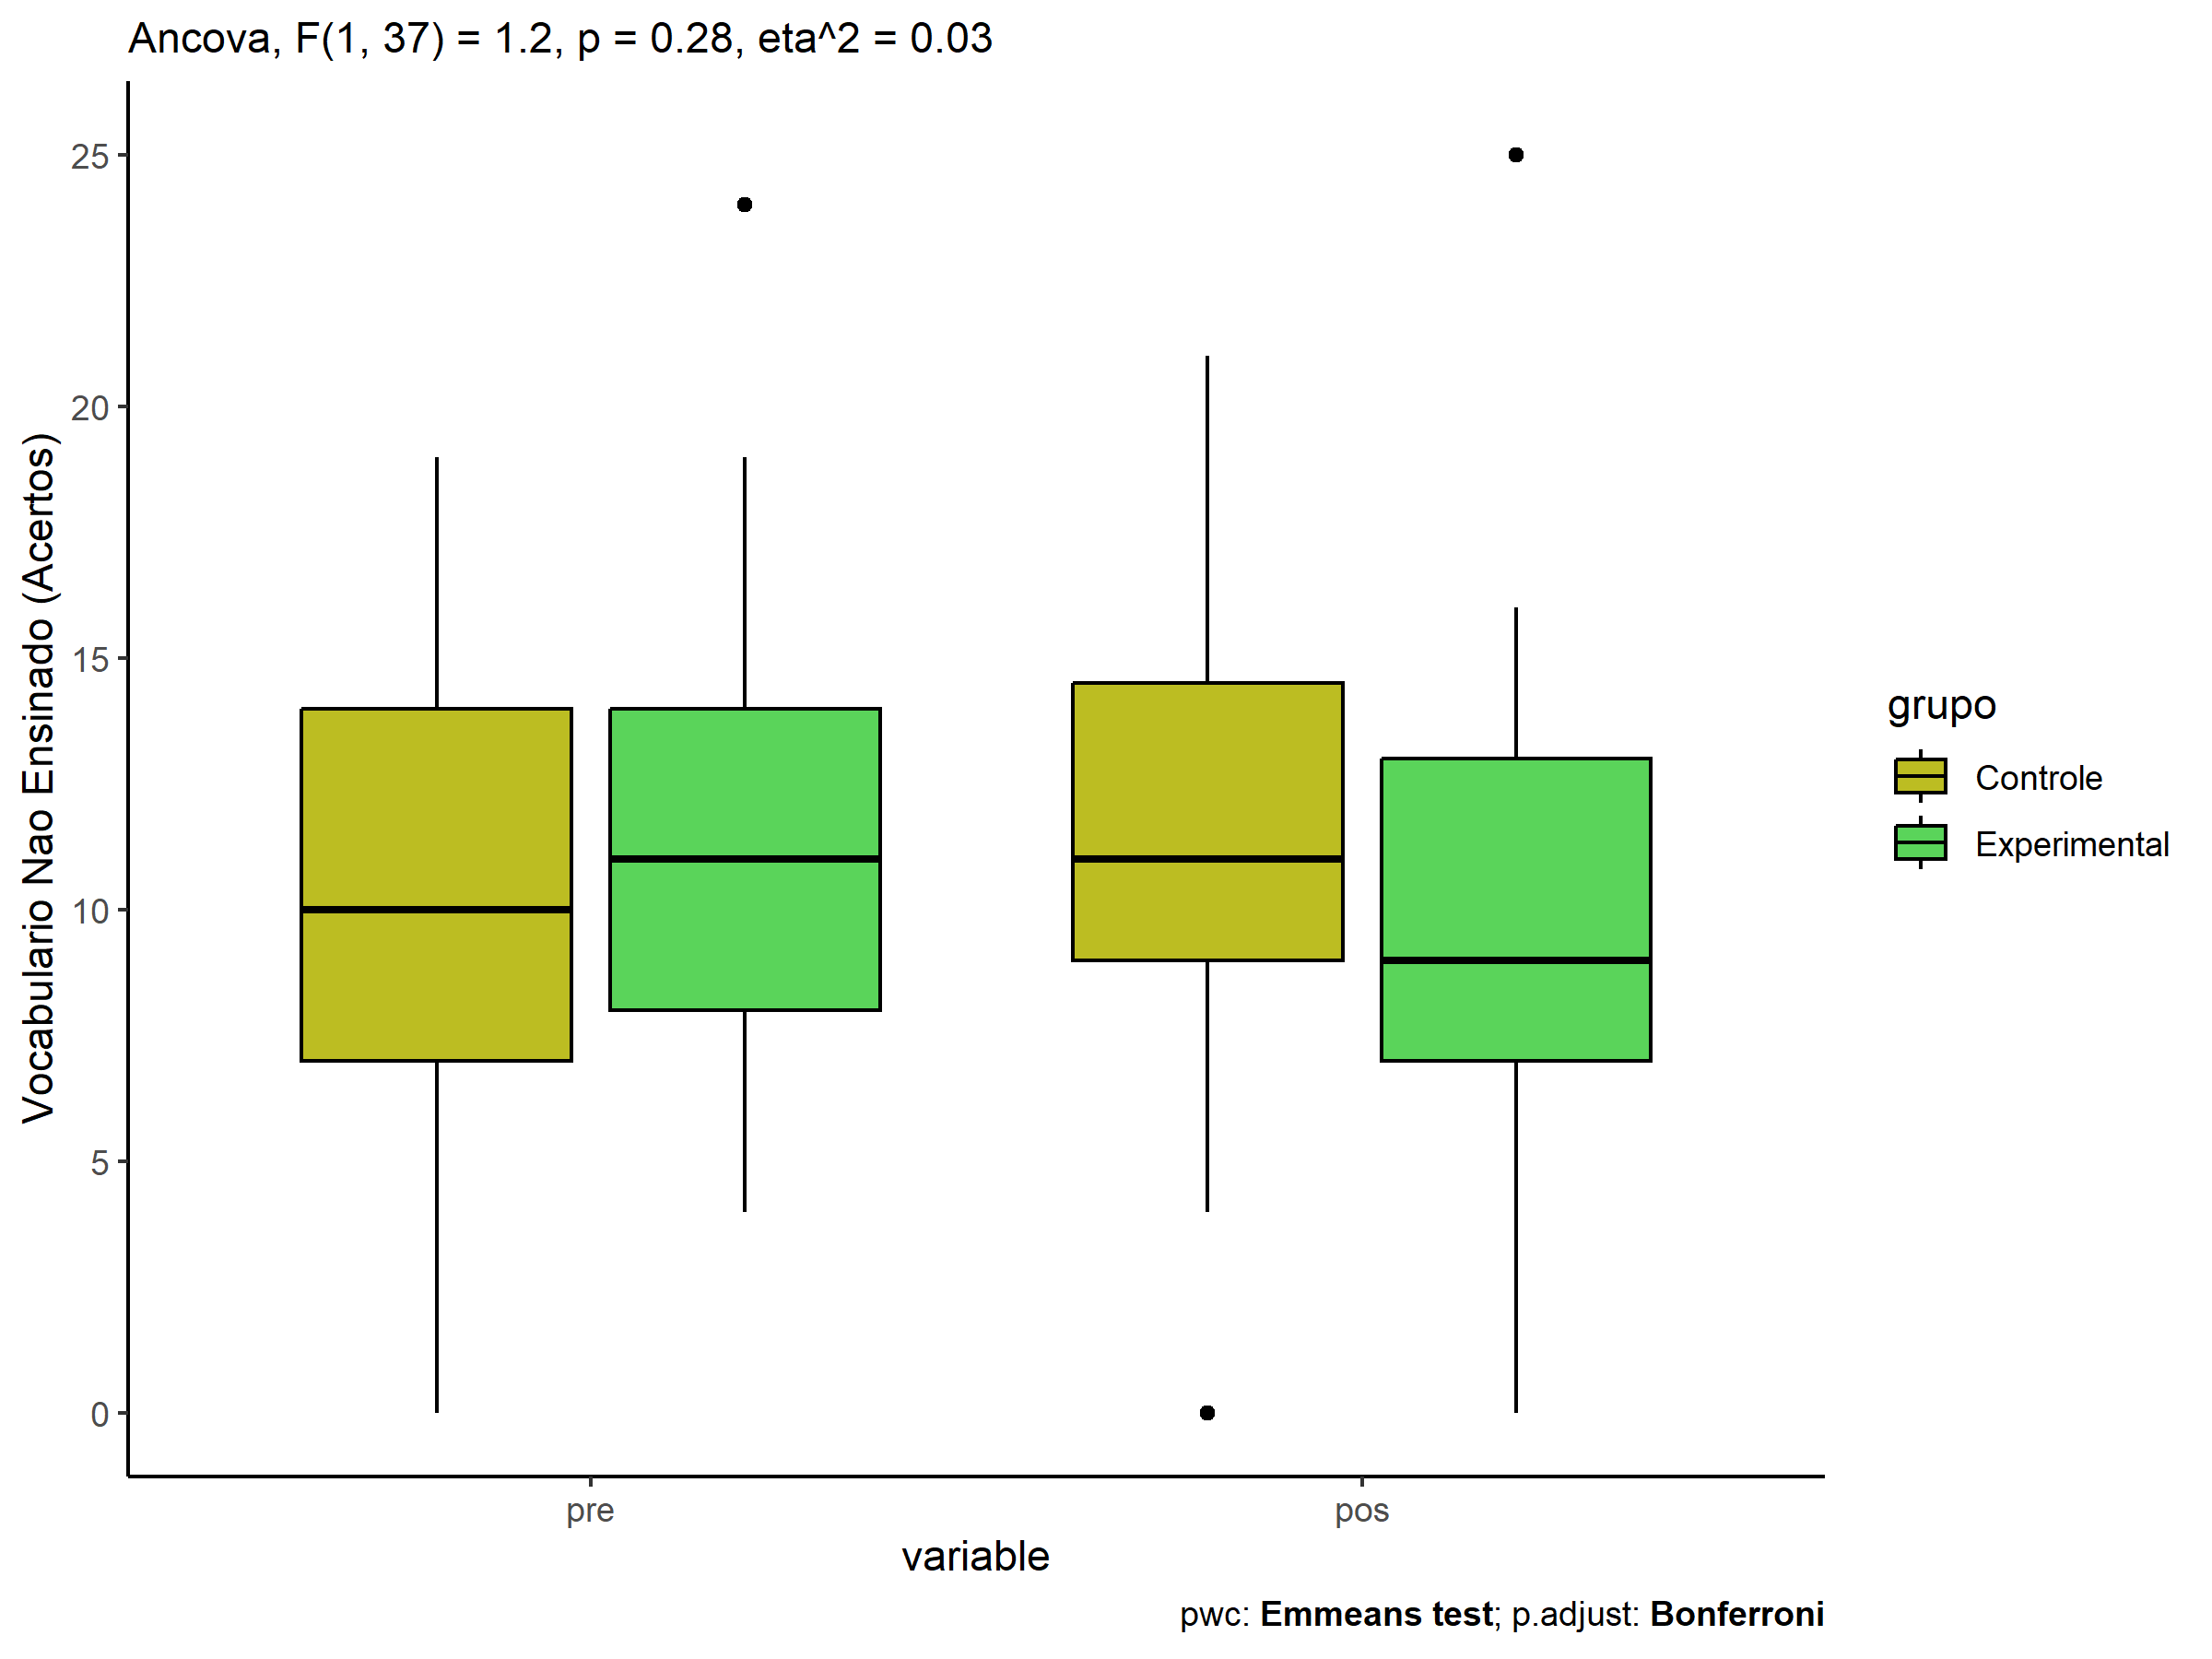 Ancova, F(1, 37) = 1.2, p = 0.28, eta^2 = 0.03
Vocabulario Nao Ensinado (Acertos)
25
20
15
10
5
0
pre
pos
variable
grupo
Controle
Experimental
pwc: Emmeans test; p.adjust: Bonferroni